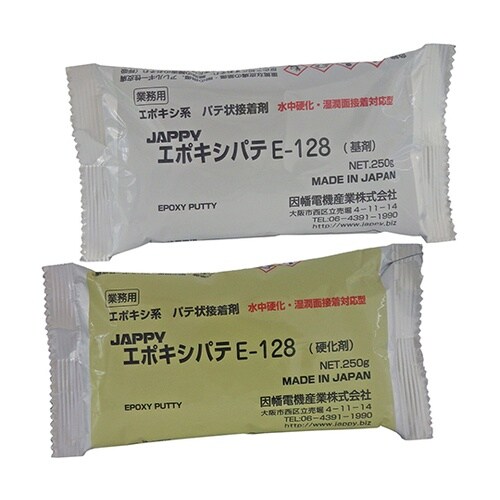 業務用
エポキシ系 パテ状接着剤 水中硬化・湿潤面接着対応型
JAPPY
エポキシパテ E-128 (基剤)
NET.250g
MADE IN JAPAN
EPOXY PUTTY
因幡電機産業株式会社
大阪市西区立売堀 4-11-14
TEL:06-4391-1990
http://www.jappy.biz
業務用
エポキシ系 パテ状接着剤 水中硬化・湿潤面接着対応型
JAPPY
エポキシパテ E-128 (硬化剤)
NET.250g
MADE IN JAPAN
EPOXY PUTTY
因幡電機産業株式会社
大阪市西区立売堀 4-11-14
TEL:06-4391-1990
http://www.jappy.biz